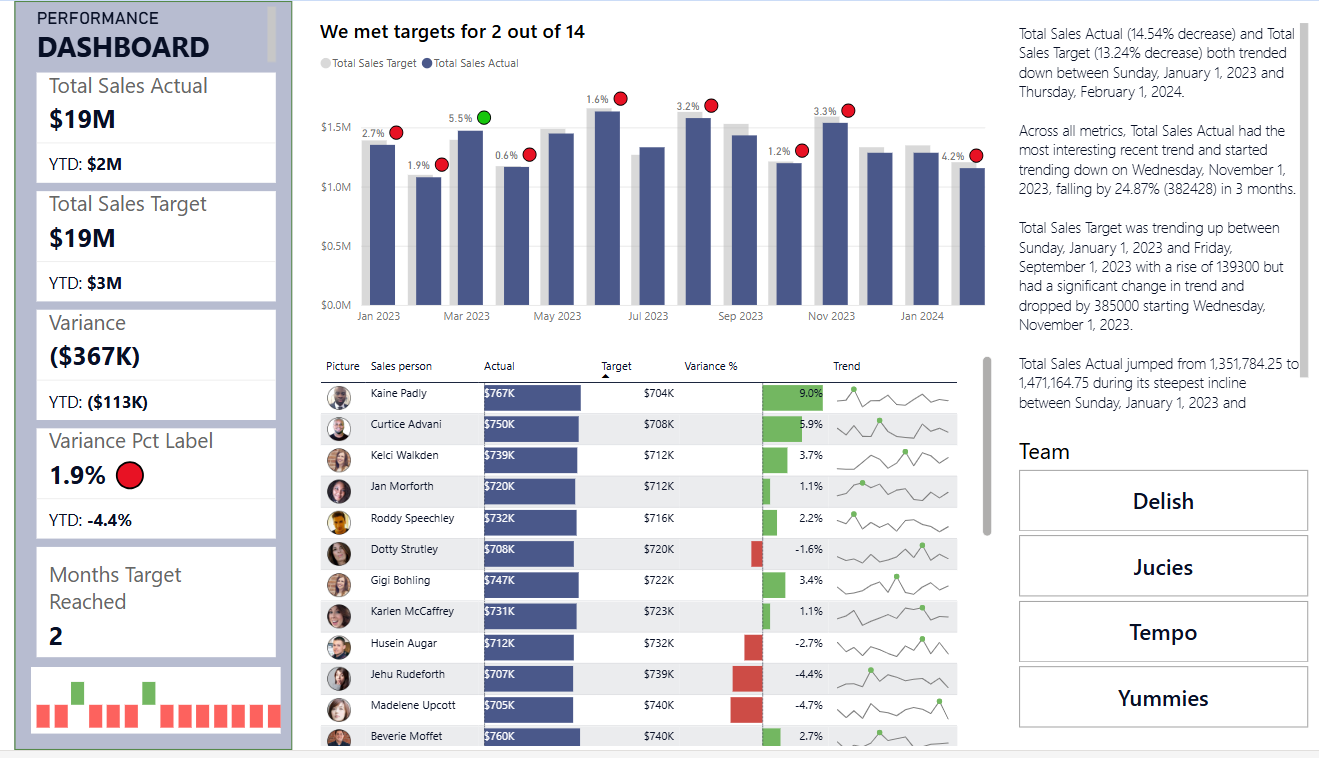 PERFORMANCE
DASHBOARD
Total Sales Actual
$19M
YTD: $2M
Total Sales Target
$19M
YTD: $3M
Variance
($367K)
YTD: ($113K)
Variance Pct Label
1.9%
YTD: -4.4%
Months Target
Reached
2
We met targets for 2 out of 14
Total Sales Target Total Sales Actual
$1.5M
$1.0M
$0.5M
$0.0M
2.7%
1.9%
5.5%
0.6%
1.6%
3.2%
1.2%
3.3%
4.2%
Jan 2023 Mar 2023 May 2023 Jul 2023 Sep 2023 Nov 2023 Jan 2024
Picture Sales person Actual Target Variance % Trend
Kaine Padly $767K $704K 9.0%
Curtice Advani $750K $708K 5.9%
Kelci Walkden $739K $712K 3.7%
Jan Morforth $720K $712K 1.1%
Roddy Speechley $732K $716K 2.2%
Dotty Strutley $708K $720K -1.6%
Gigi Bohling $747K $722K 3.4%
Karlen McCaffrey $731K $723K 1.1%
Husein Augar $712K $732K -2.7%
Jehu Rudeforth $707K $739K -4.4%
Madelene Upcott $705K $740K -4.7%
Beverie Moffet $760K $740K 2.7%
Total Sales Actual (14.54% decrease) and Total
Sales Target (13.24% decrease) both trended
down between Sunday, January 1, 2023 and
Thursday, February 1, 2024.
Across all metrics, Total Sales Actual had the
most interesting recent trend and started
trending down on Wednesday, November 1,
2023, falling by 24.87% (382428) in 3 months.
Total Sales Target was trending up between
Sunday, January 1, 2023 and Friday,
September 1, 2023 with a rise of 139300 but
had a significant change in trend and
dropped by 385000 starting Wednesday,
November 1, 2023.
Total Sales Actual jumped from 1,351,784.25 to
1,471,164.75 during its steepest incline
between Sunday, January 1, 2023 and
Team
Delish
Jucies
Tempo
Yummies